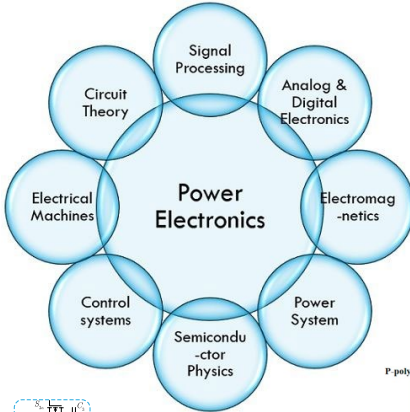 Signal
Processing
Analog &
Digital
Electronics
Circuit
Theory
Power
Electronics
Electrical
Machines
Electromag
-netics
Control
systems
Power
System
Semicondu
-ctor
Physics
P-poly